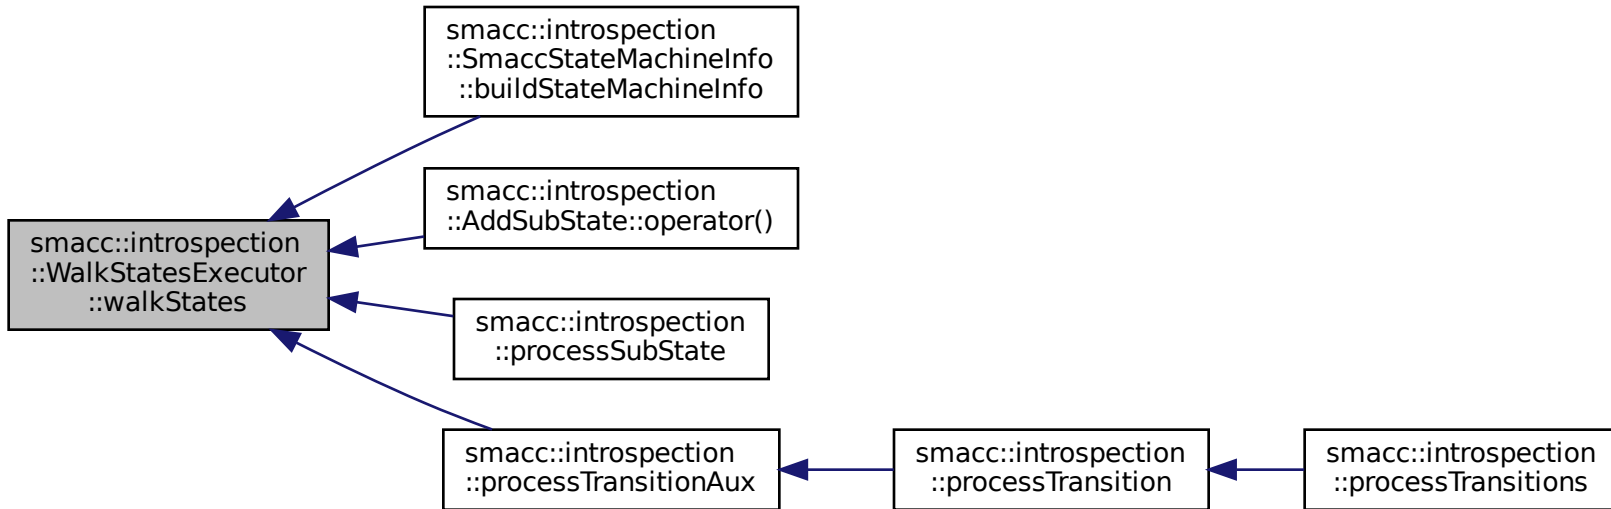 smacc::introspection
::SmaccStateMachineInfo
::buildStateMachineInfo
smacc::introspection
::AddSubState::operator()
smacc::introspection
::WalkStatesExecutor
::walkStates
smacc::introspection
::processSubState
smacc::introspection
::processTransitionAux
smacc::introspection
::processTransition
smacc::introspection
::processTransitions